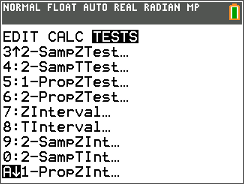 NORMAL FLOAT AUTO REAL RADIAN MP
EDIT CALC TESTS
3↑2-SampZTest…
4:2-SampTTest…
5:1-PropZTest…
6:2-PropZTest…
7:ZInterval…
8:TInterval…
9:2-SampZInt…
0:2-SampTInt…
A↓1-PropZInt…